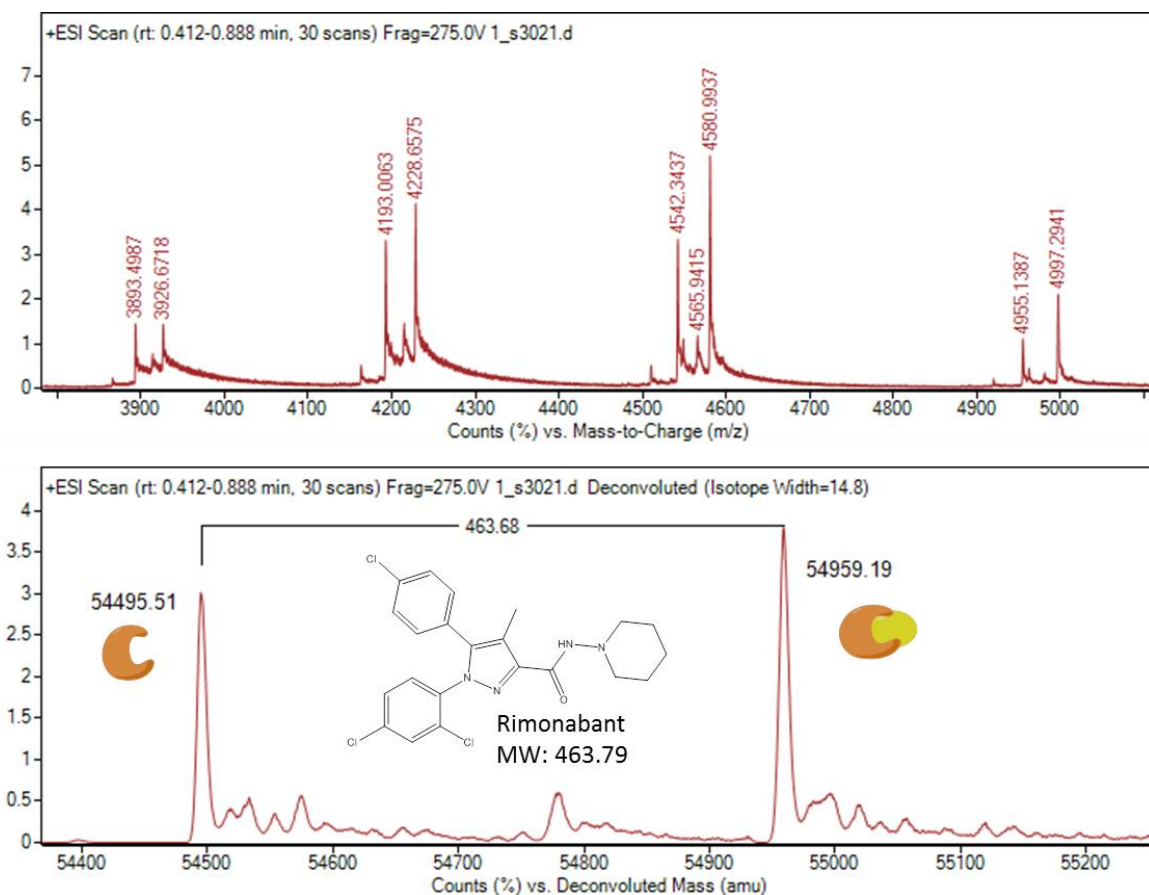 +ESI Scan (rt: 0.412-0.888 min, 30 scans) Frag=275.0V 1_s3021.d
7
6
5
4
3
2
1
0
3893.4987
3926.6718
4193.0063
4228.6575
4542.3437
4565.9415
4580.9937
4955.1387
4997.2941
3900 4000 4100 4200 4300 4400 4500 4600 4700 4800 4900 5000
Counts (%) vs. Mass-to-Charge (m/z)
+ESI Scan (rt: 0.412-0.888 min, 30 scans) Frag=275.0V 1_s3021.d Deconvoluted (Isotope Width=14.8)
4
3.5
3
2.5
2
1.5
1
0.5
0
463.68
54495.51
54959.19
Cl
HN
N
O
N
N
Cl
Cl
Rimonabant
MW: 463.79
54400 54500 54600 54700 54800 54900 55000 55100 55200
Counts (%) vs. Deconvoluted Mass (amu)